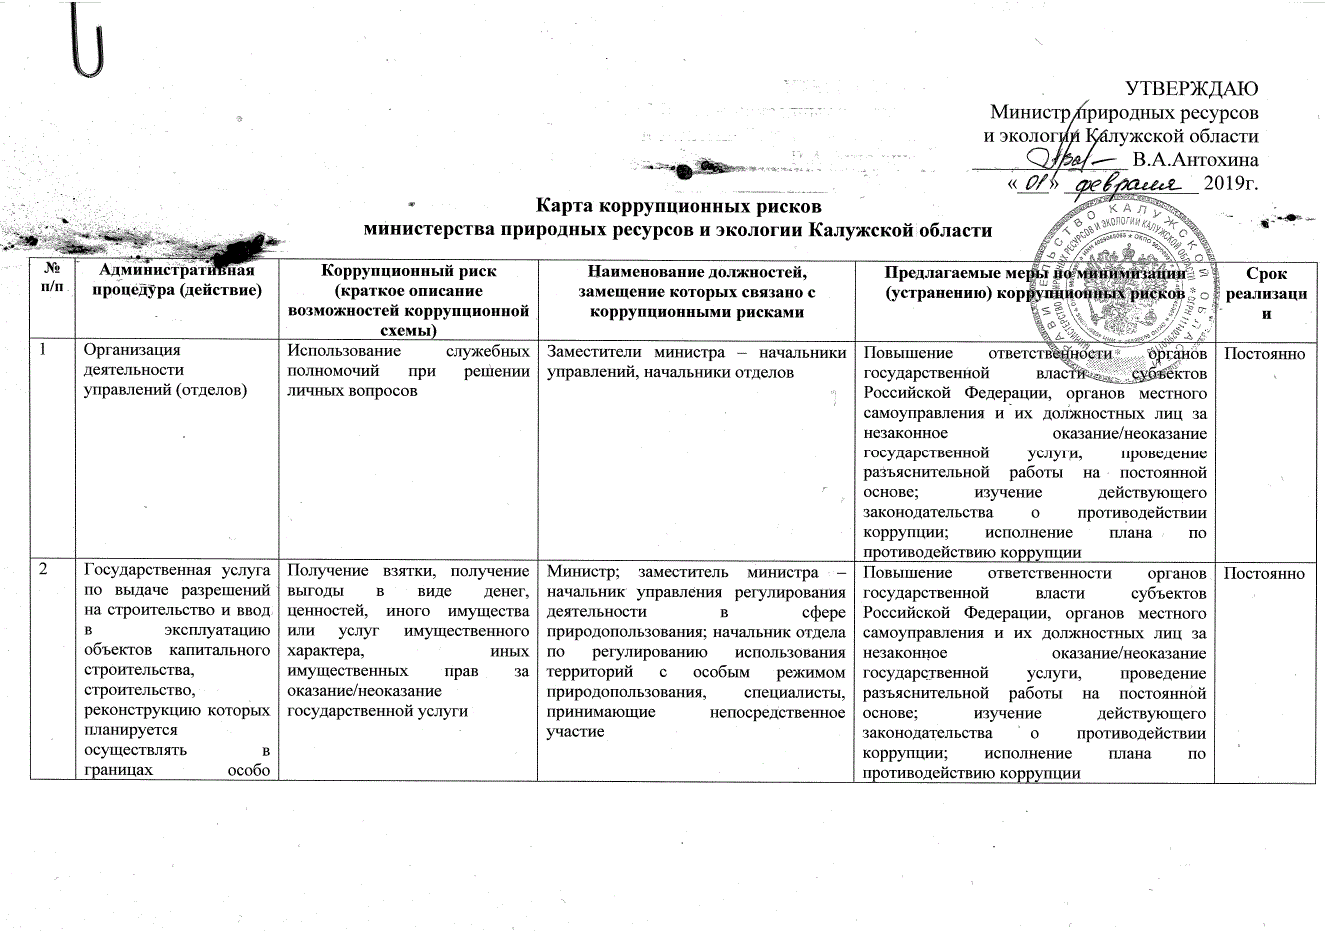 УТВЕРЖДАЮ
Министр природных ресурсов
и экологии Калужской области
В.А.Антохина
« 01 » февраля 2019г.
Карта коррупционных рисков
министерства природных ресурсов и экологии Калужской области
№
п/п
Административная
процедура (действие)
Коррупционный риск
(краткое описание
возможностей коррупционной
схемы)
Наименование должностей,
замещение которых связано с
коррупционными рисками
Предлагаемые меры по минимизации
(устранению) коррупционных рисков
Срок
реализаци
и
1
Организация
деятельности
управлений (отделов)
Использование служебных
полномочий при решении
личных вопросов
Заместители министра – начальники
управлений, начальники отделов
Повышение ответственности органов
государственной власти субъектов
Российской Федерации, органов местного
самоуправления и их должностных лиц за
незаконное оказание/неоказание
государственной услуги, проведение
разъяснительной работы на постоянной
основе; изучение действующего
законодательства о противодействии
коррупции; исполнение плана по
противодействию коррупции
Постоянно
2
Государственная услуга
по выдаче разрешений
на строительство и ввод
в эксплуатацию
объектов капитального
строительства,
строительство,
реконструкцию которых
планируется
осуществлять в
границах особо
Получение взятки, получение
выгоды в виде денег,
ценностей, иного имущества
или услуг имущественного
характера, иных
имущественных прав за
оказание/неоказание
государственной услуги
Министр; заместитель министра –
начальник управления регулирования
деятельности в сфере
природопользования; начальник отдела
по регулированию использования
территорий с особым режимом
природопользования, специалисты,
принимающие непосредственное
участие
Повышение ответственности органов
государственной власти субъектов
Российской Федерации, органов местного
самоуправления и их должностных лиц за
незаконное оказание/неоказание
государственной услуги, проведение
разъяснительной работы на постоянной
основе; изучение действующего
законодательства о противодействии
коррупции; исполнение плана по
противодействию коррупции
Постоянно